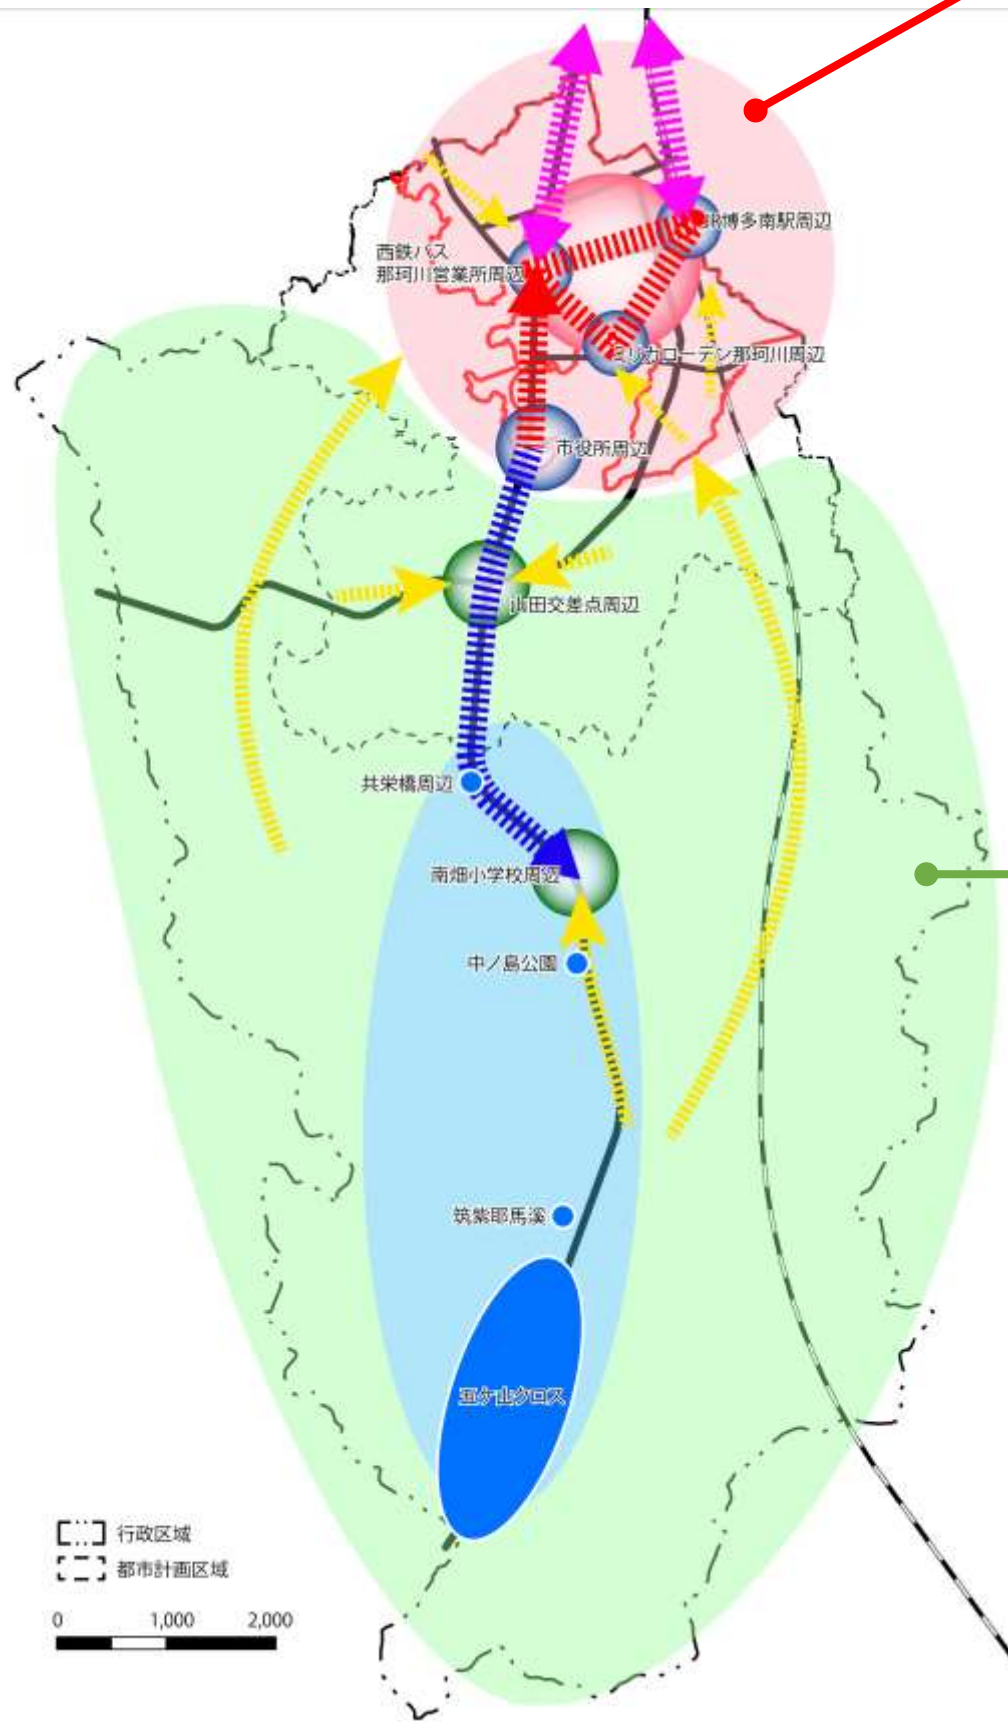 JR博多南駅周辺
西鉄バス
那珂川営業所周辺
ミリカローデン那珂川周辺
市役所周辺
山田交差点周辺
共栄橋周辺
南畑小学校周辺
中ノ島公園
筑紫耶馬溪
五ケ山クロス
行政区域
都市計画区域
0 1,000 2,000